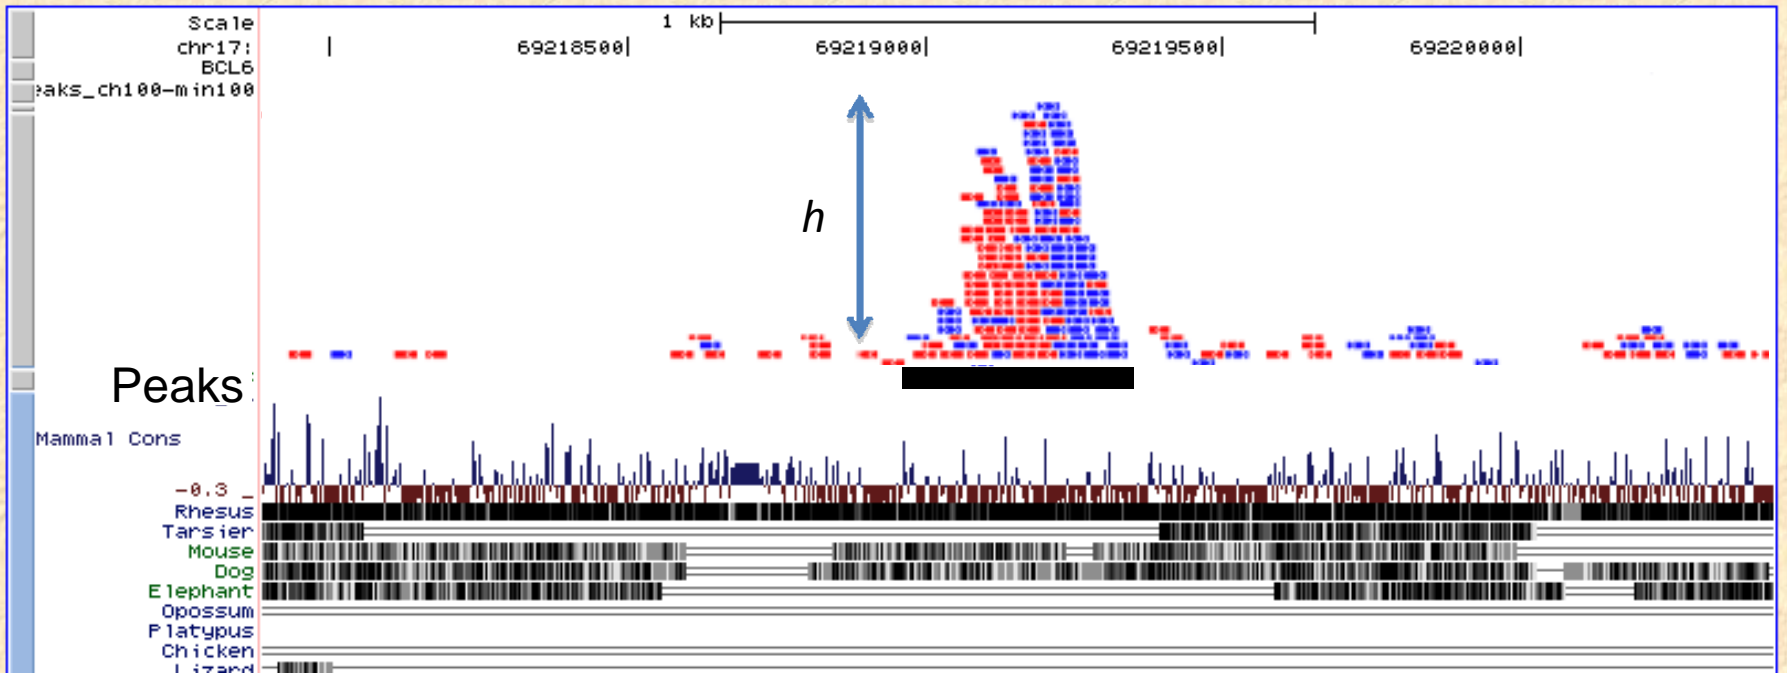 Scale 1 kb
chr17: 69218500 69219000 69219500 69220000
BCL6
eaks_ch100-min100
h
Peaks
Mammal Cons
-0.3 _
Rhesus
Tarsier
Mouse
Dog
Elephant
Opossum
Platypus
Chicken
Lizard